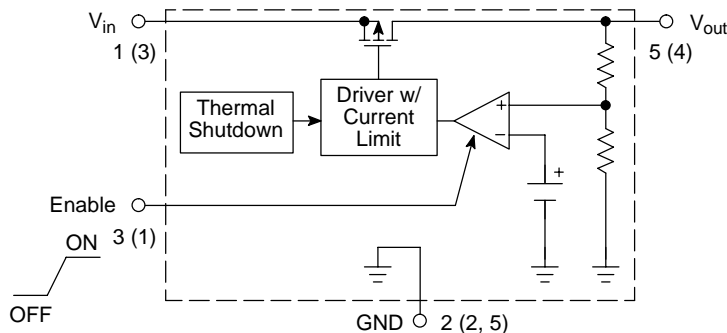 Vin
1 (3)
Vout
5 (4)
Thermal
Shutdown
Driver w/
Current
Limit
+
−
+
Enable
3 (1)
ON
OFF
GND
2 (2, 5)